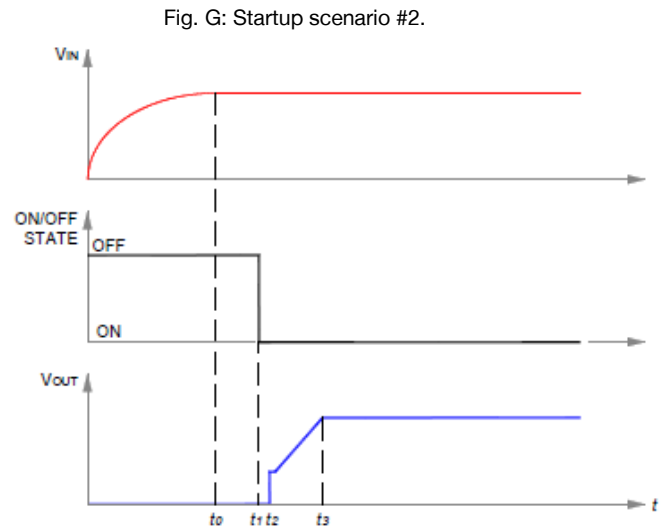 Fig. G: Startup scenario #2.
VIN
ON/OFF
STATE
OFF
ON
VOUT
t
t0
t1
t2
t3